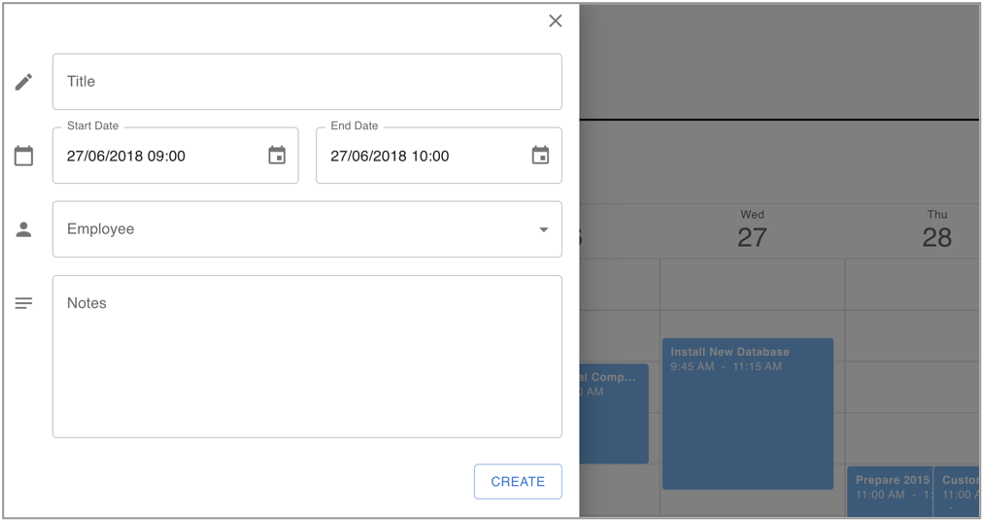 Title
Start Date
End Date
27/06/2018 09:00
27/06/2018 10:00
Employee
Notes
CREATE
Wed
27
Thu
28
Install New Database
9:45 AM - 11:15 AM
al Comp...
AM
Prepare 2015
11:00 AM - 1:
Custor
11:00 A
-